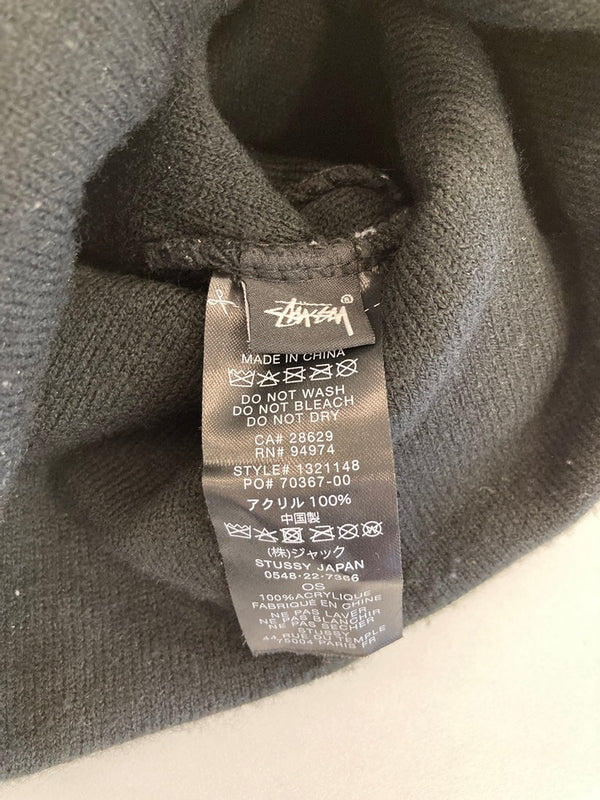 STÜSSY®
MADE IN CHINA
DO NOT WASH
DO NOT BLEACH
DO NOT DRY
CA# 28629
RN# 94974
STYLE# 1321148
PO# 70367-00
アクリル 100%
中国製
(株)ジャック
STUSSY JAPAN
0548-22-7366
OS
100%ACRYLIQUE
FABRIQUÉ EN CHINE
NE PAS LAVER
NE PAS BLANCHIR
NE PAS SECHER
STUSSY
44, RUE DU TEMPLE
75004 PARIS FR